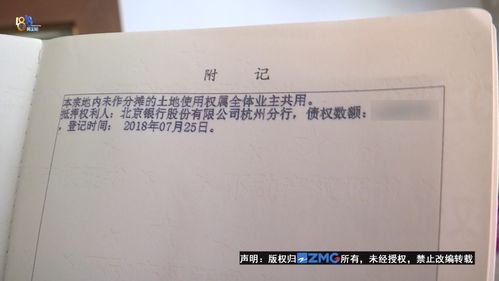 附记
本宗地内未作分摊的土地使用权属全体业主共用。
抵押权利人：北京银行股份有限公司杭州分行，债权数额：
，登记时间：2018年07月25日。
声明：版权归ZMG所有，未经授权，禁止改编转载